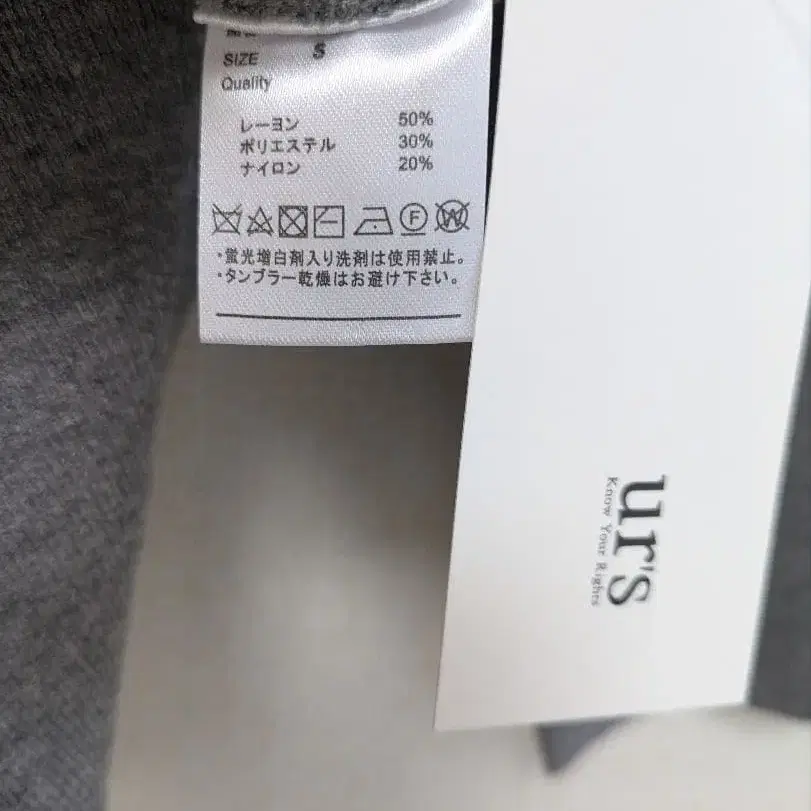 SIZE S
Quality
レーヨン 50%
ポリエステル 30%
ナイロン 20%
F W
・蛍光増白剤入り洗剤は使用禁止。
・タンブラー乾燥はお避け下さい。
ur's
Know Your Rights